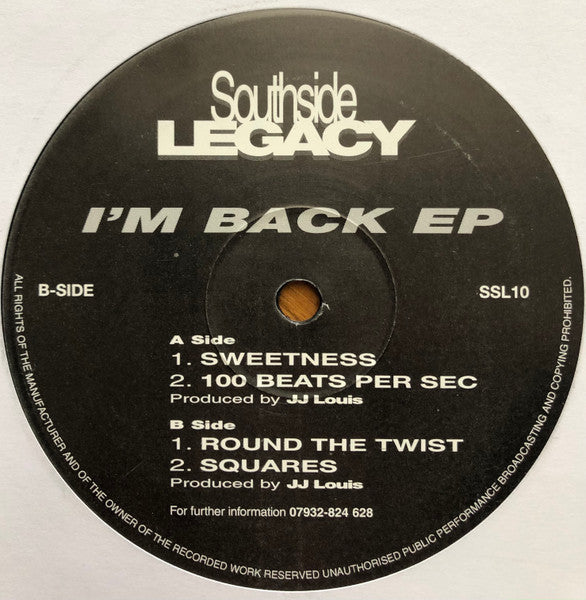 Southside
LEGACY
I'M BACK EP
B-SIDE
SSL10
A Side
1. SWEETNESS
2. 100 BEATS PER SEC
Produced by JJ Louis
B Side
1. ROUND THE TWIST
2. SQUARES
Produced by JJ Louis
For further information 07932-824 628
ALL RIGHTS OF THE MANUFACTURER AND OF THE OWNER OF THE RECORDED WORK RESERVED UNAUTHORISED PUBLIC PERFORMANCE BROADCASTING AND COPYING PROHIBITED.